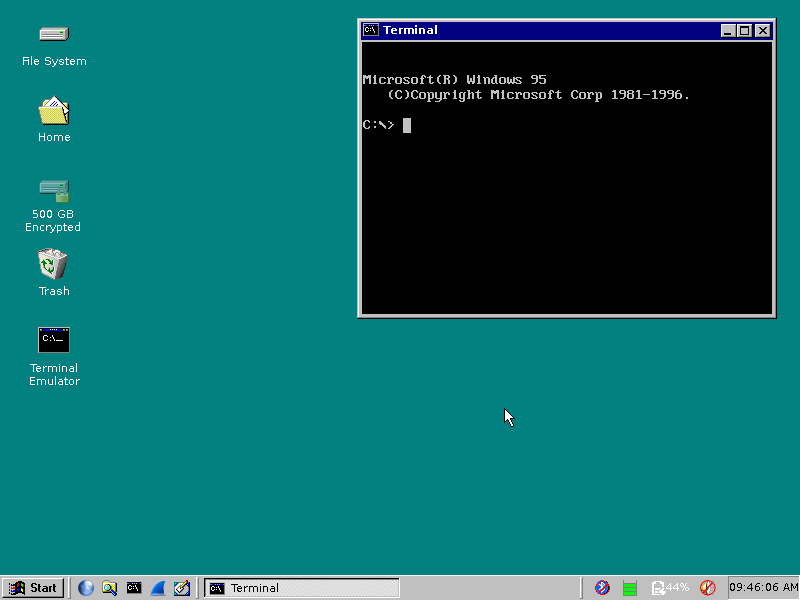 File System
Home
500 GB
Encrypted
Trash
C:\_
Terminal
Emulator
C:\
Terminal
Microsoft(R) Windows 95
(C)Copyright Microsoft Corp 1981-1996.
C:\>
Start
C:\
C:\
Terminal
44%
09:46:06 AM